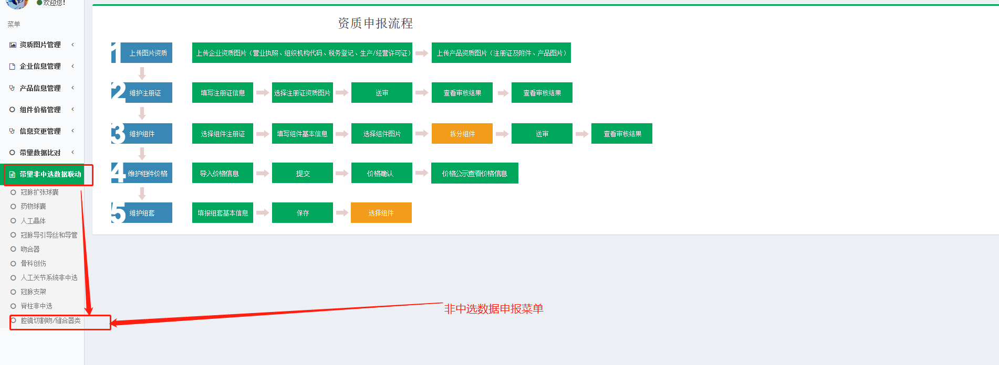 欢迎您!
菜单
资质图片管理
企业信息管理
产品信息管理
组件价格管理
信息变更管理
带量数据比对
带量非中选数据联动
冠脉扩张球囊
药物球囊
人工晶体
冠脉导引导丝和导管
吻合器
骨科创伤
人工关节系统非中选
冠脉支架
脊柱非中选
腔镜切割吻/缝合器类
资质申报流程
1 上传图片资质 上传企业资质图片（营业执照、组织机构代码、税务登记、生产/经营许可证） 上传产品资质图片（注册证及附件、产品图片）
2 维护注册证 填写注册证信息 选择注册证资质图片 送审 查看审核结果 查看审核结果
3 维护组件 选择组件注册证 填写组件基本信息 选择组件图片 拆分组件 送审 查看审核结果
4 维护组件价格 导入价格信息 提交 价格确认 价格公示查看价格信息
5 维护组套 填报组套基本信息 保存 选择组件
非中选数据申报菜单